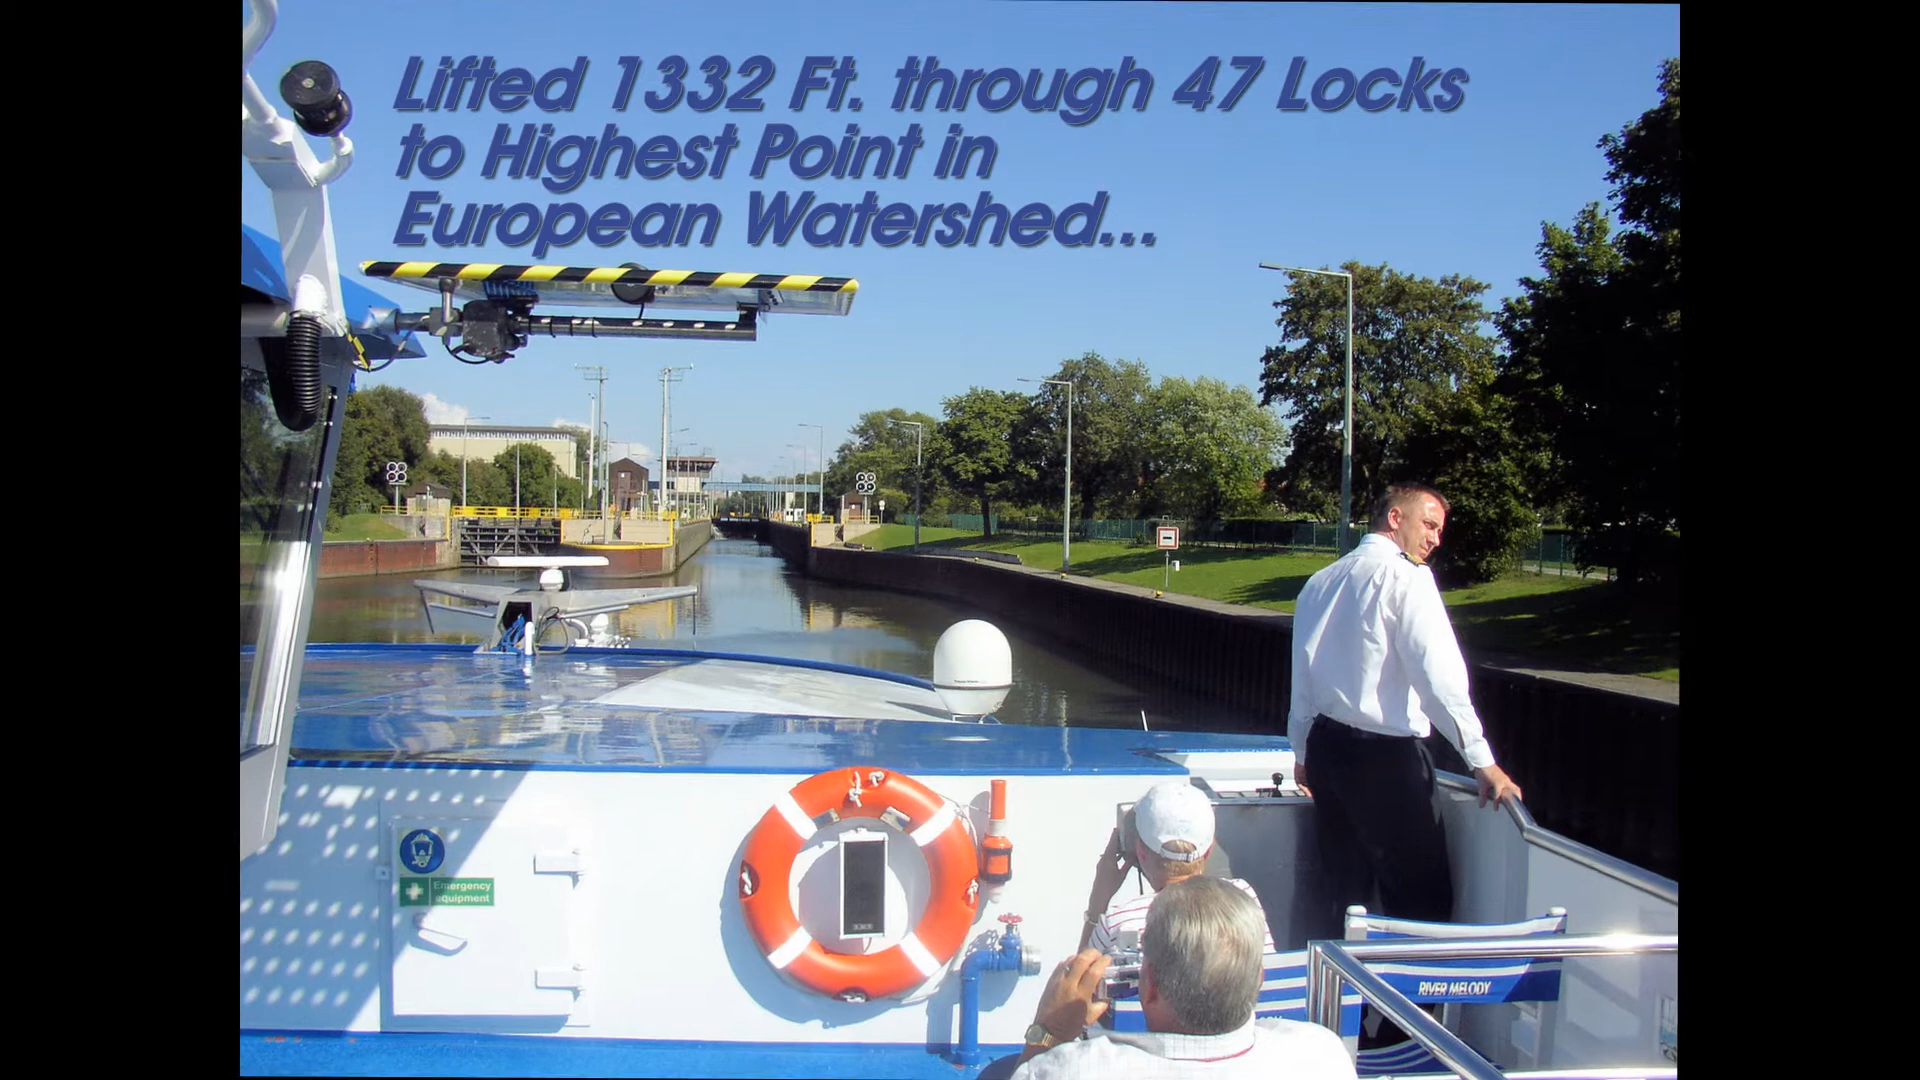 Lifted 1332 Ft. through 47 Locks
to Highest Point in
European Watershed...
Emergency
equipment
RIVER MELODY